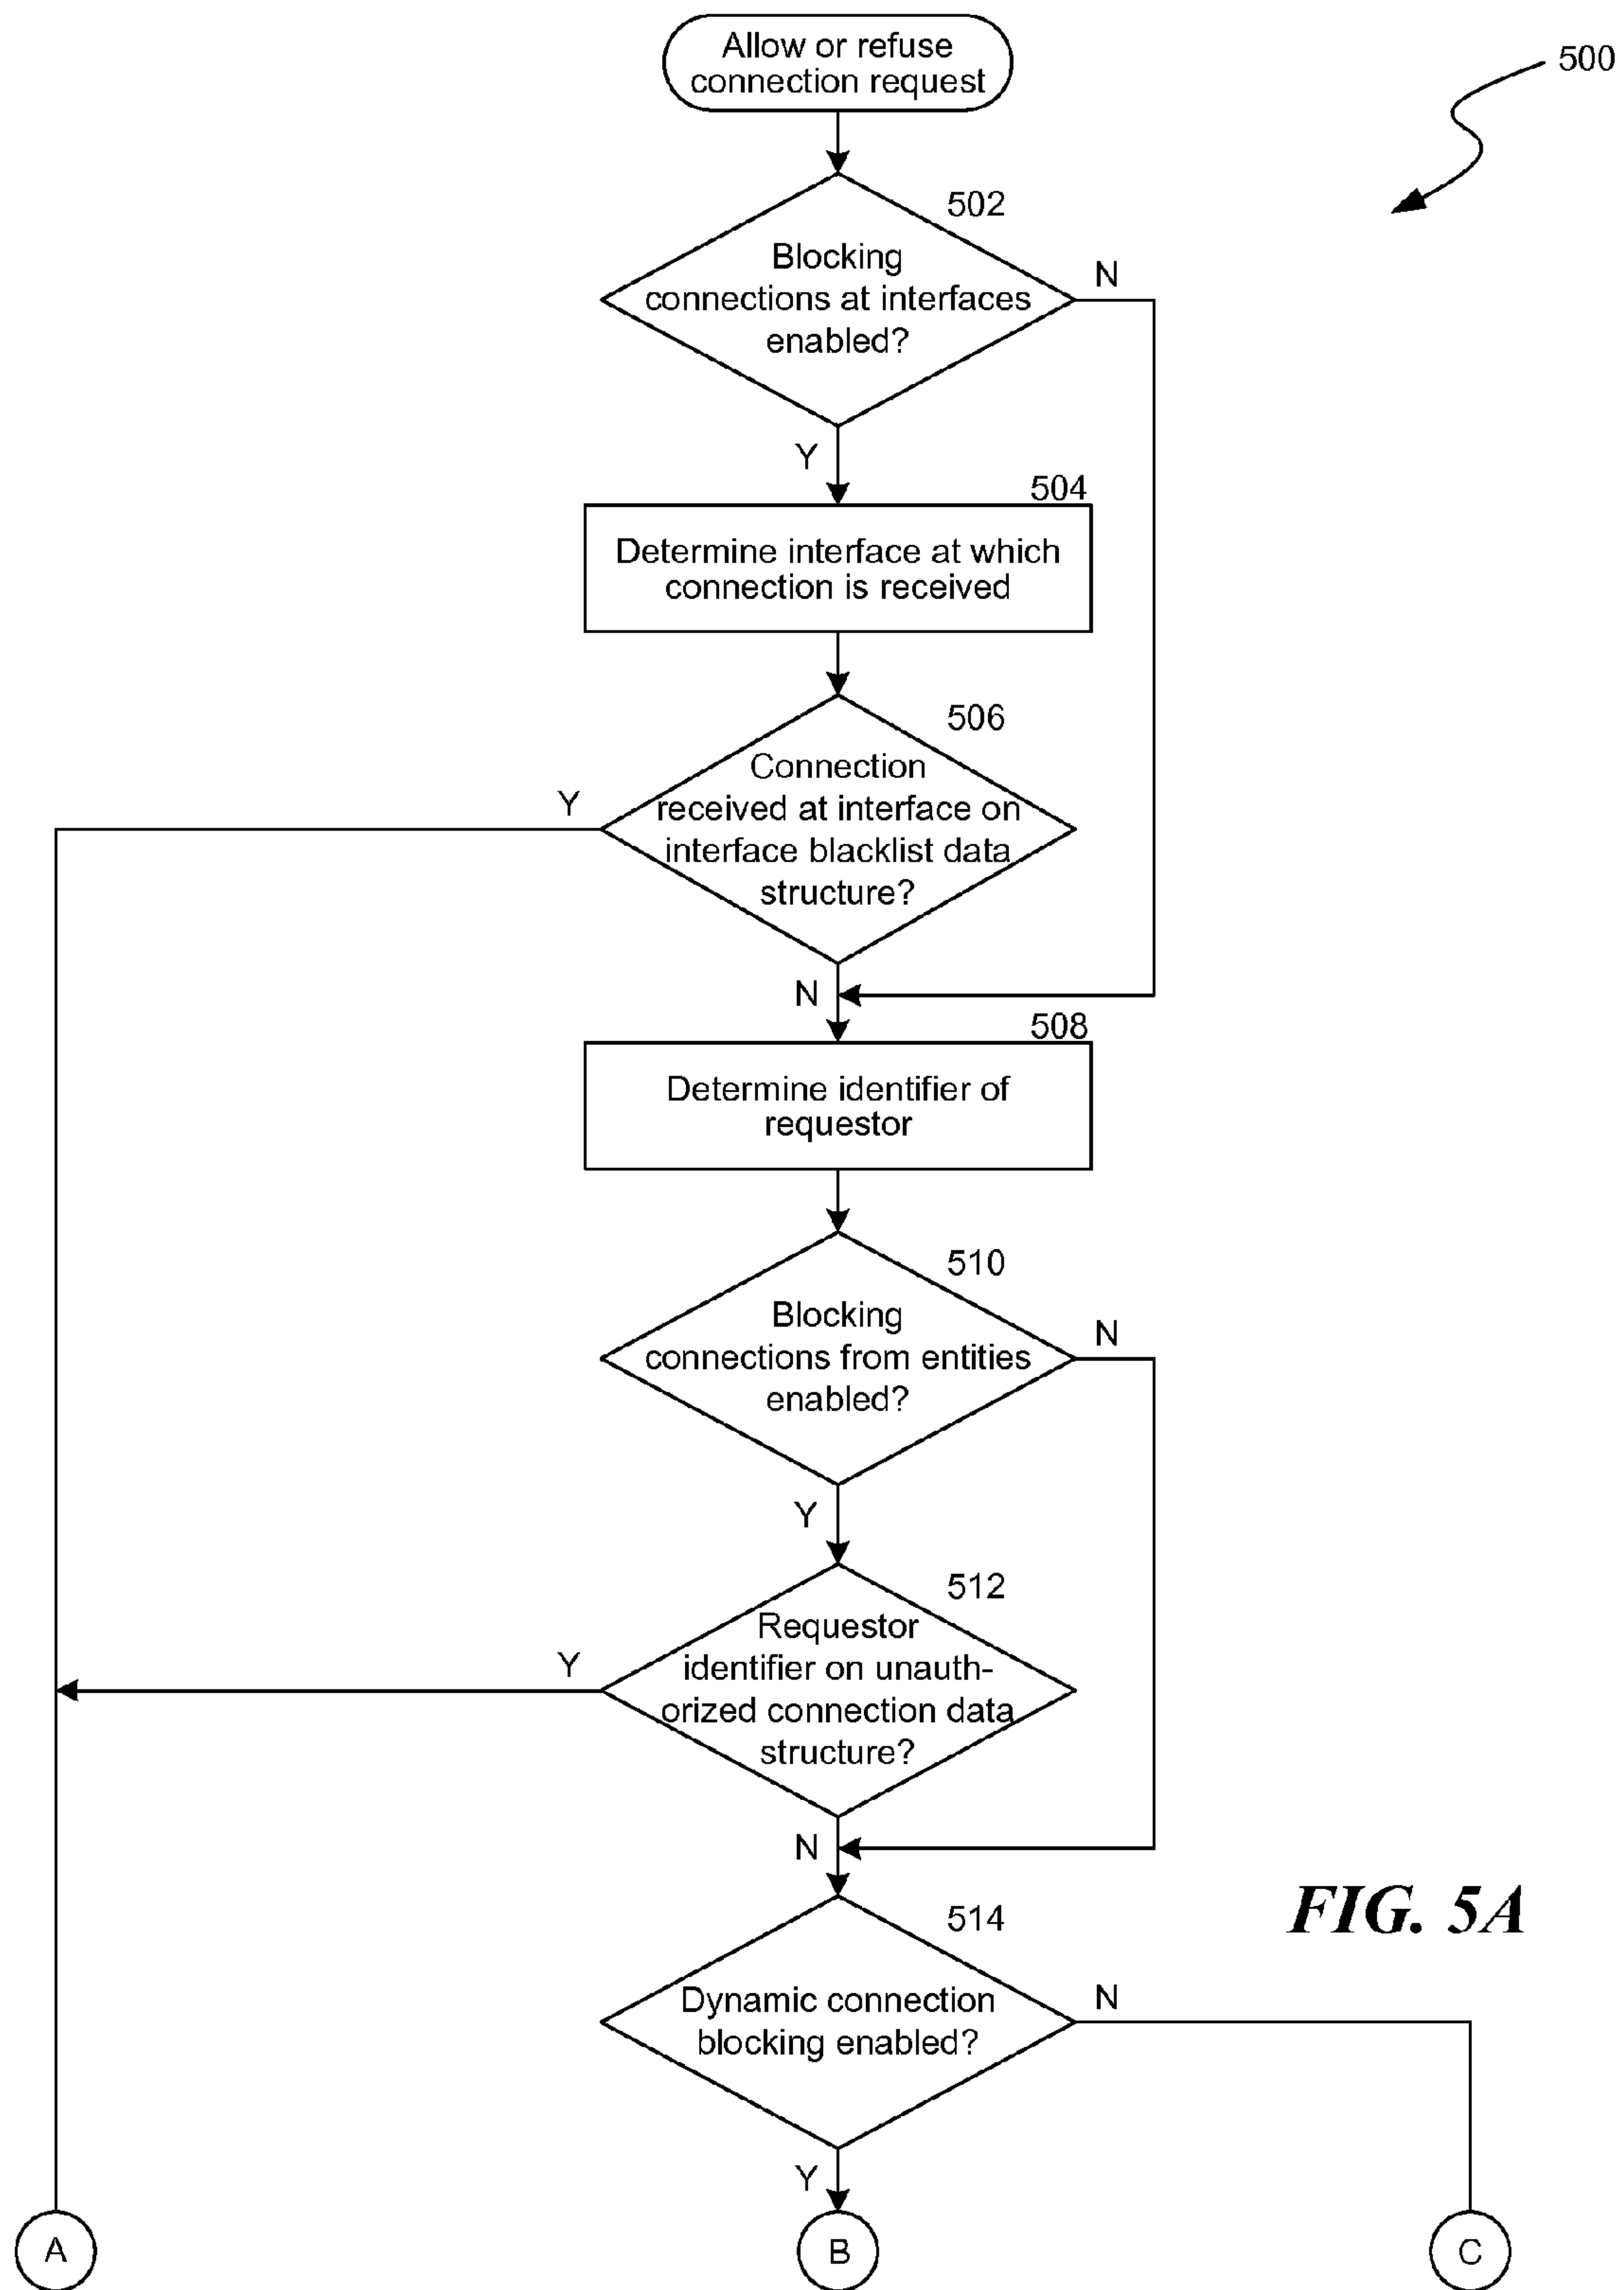 Allow or refuse
connection request
500
502
Blocking
connections at interfaces
enabled?
N
Y
504
Determine interface at which
connection is received
506
Connection
received at interface on
interface blacklist data
structure?
Y
N
508
Determine identifier of
requestor
510
Blocking
connections from entities
enabled?
N
Y
512
Requestor
identifier on unauth-
orized connection data
structure?
Y
N
514
Dynamic connection
blocking enabled?
N
Y
FIG. 5A
A
B
C